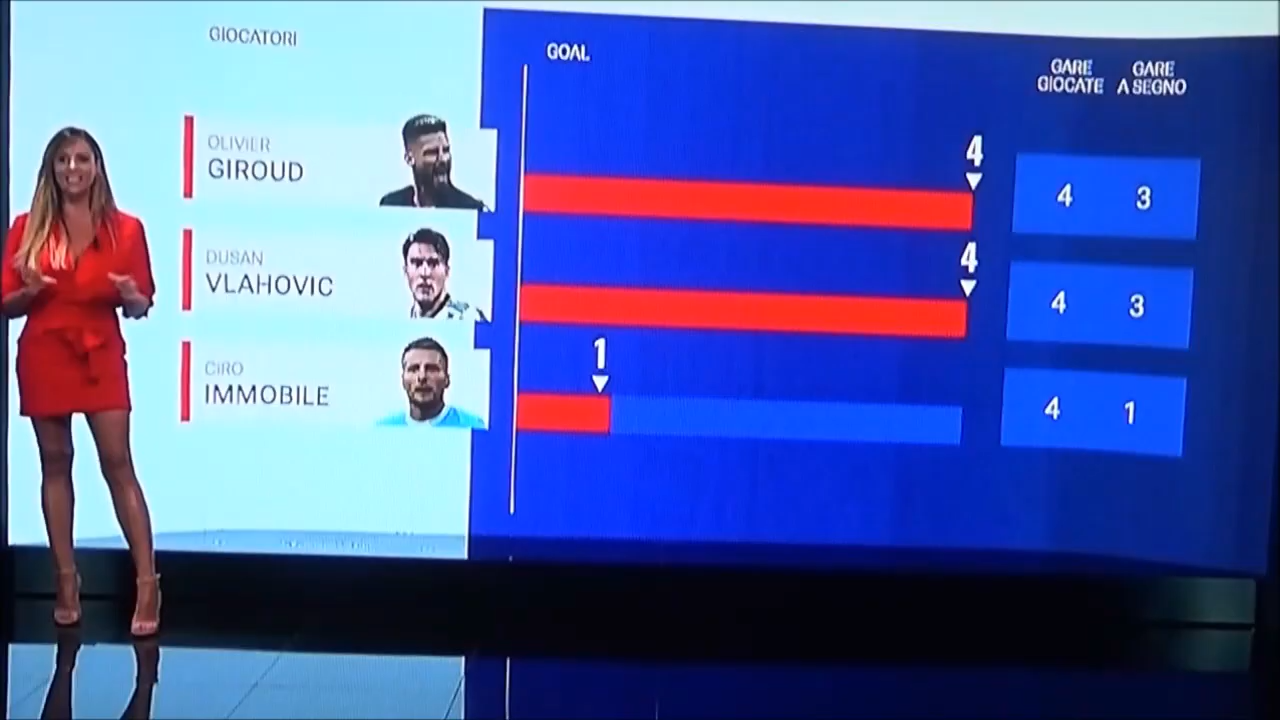 GIOCATORI
GOAL
GARE GIOCATE
GARE A SEGNO
OLIVIER
GIROUD
4
4 3
DUSAN
VLAHOVIC
4
4 3
CIRO
IMMOBILE
1
4 1